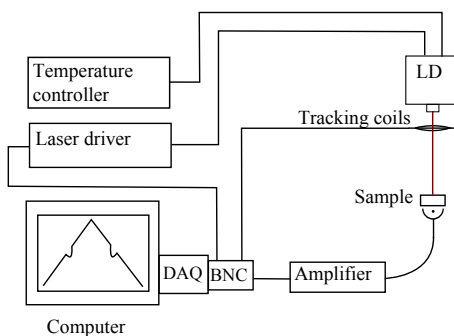 LD
Temperature
controller
Tracking coils
Laser driver
Sample
DAQ
BNC
Amplifier
Computer